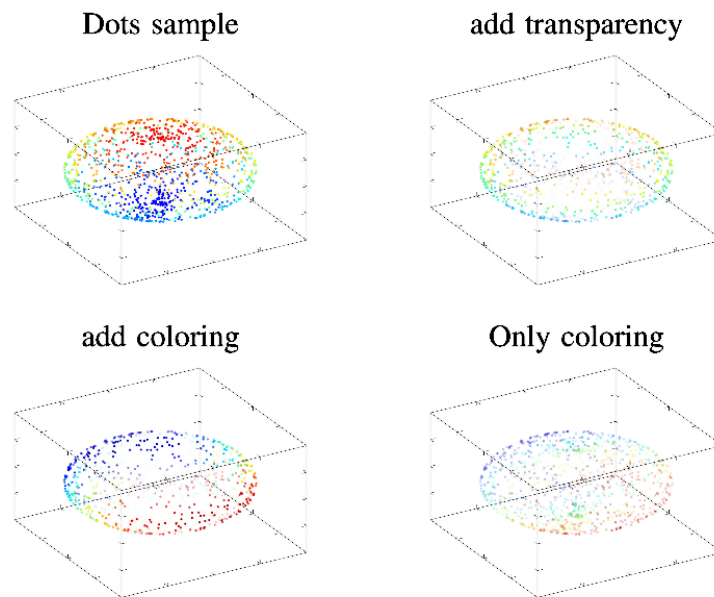 Dots sample
add transparency
add coloring
Only coloring